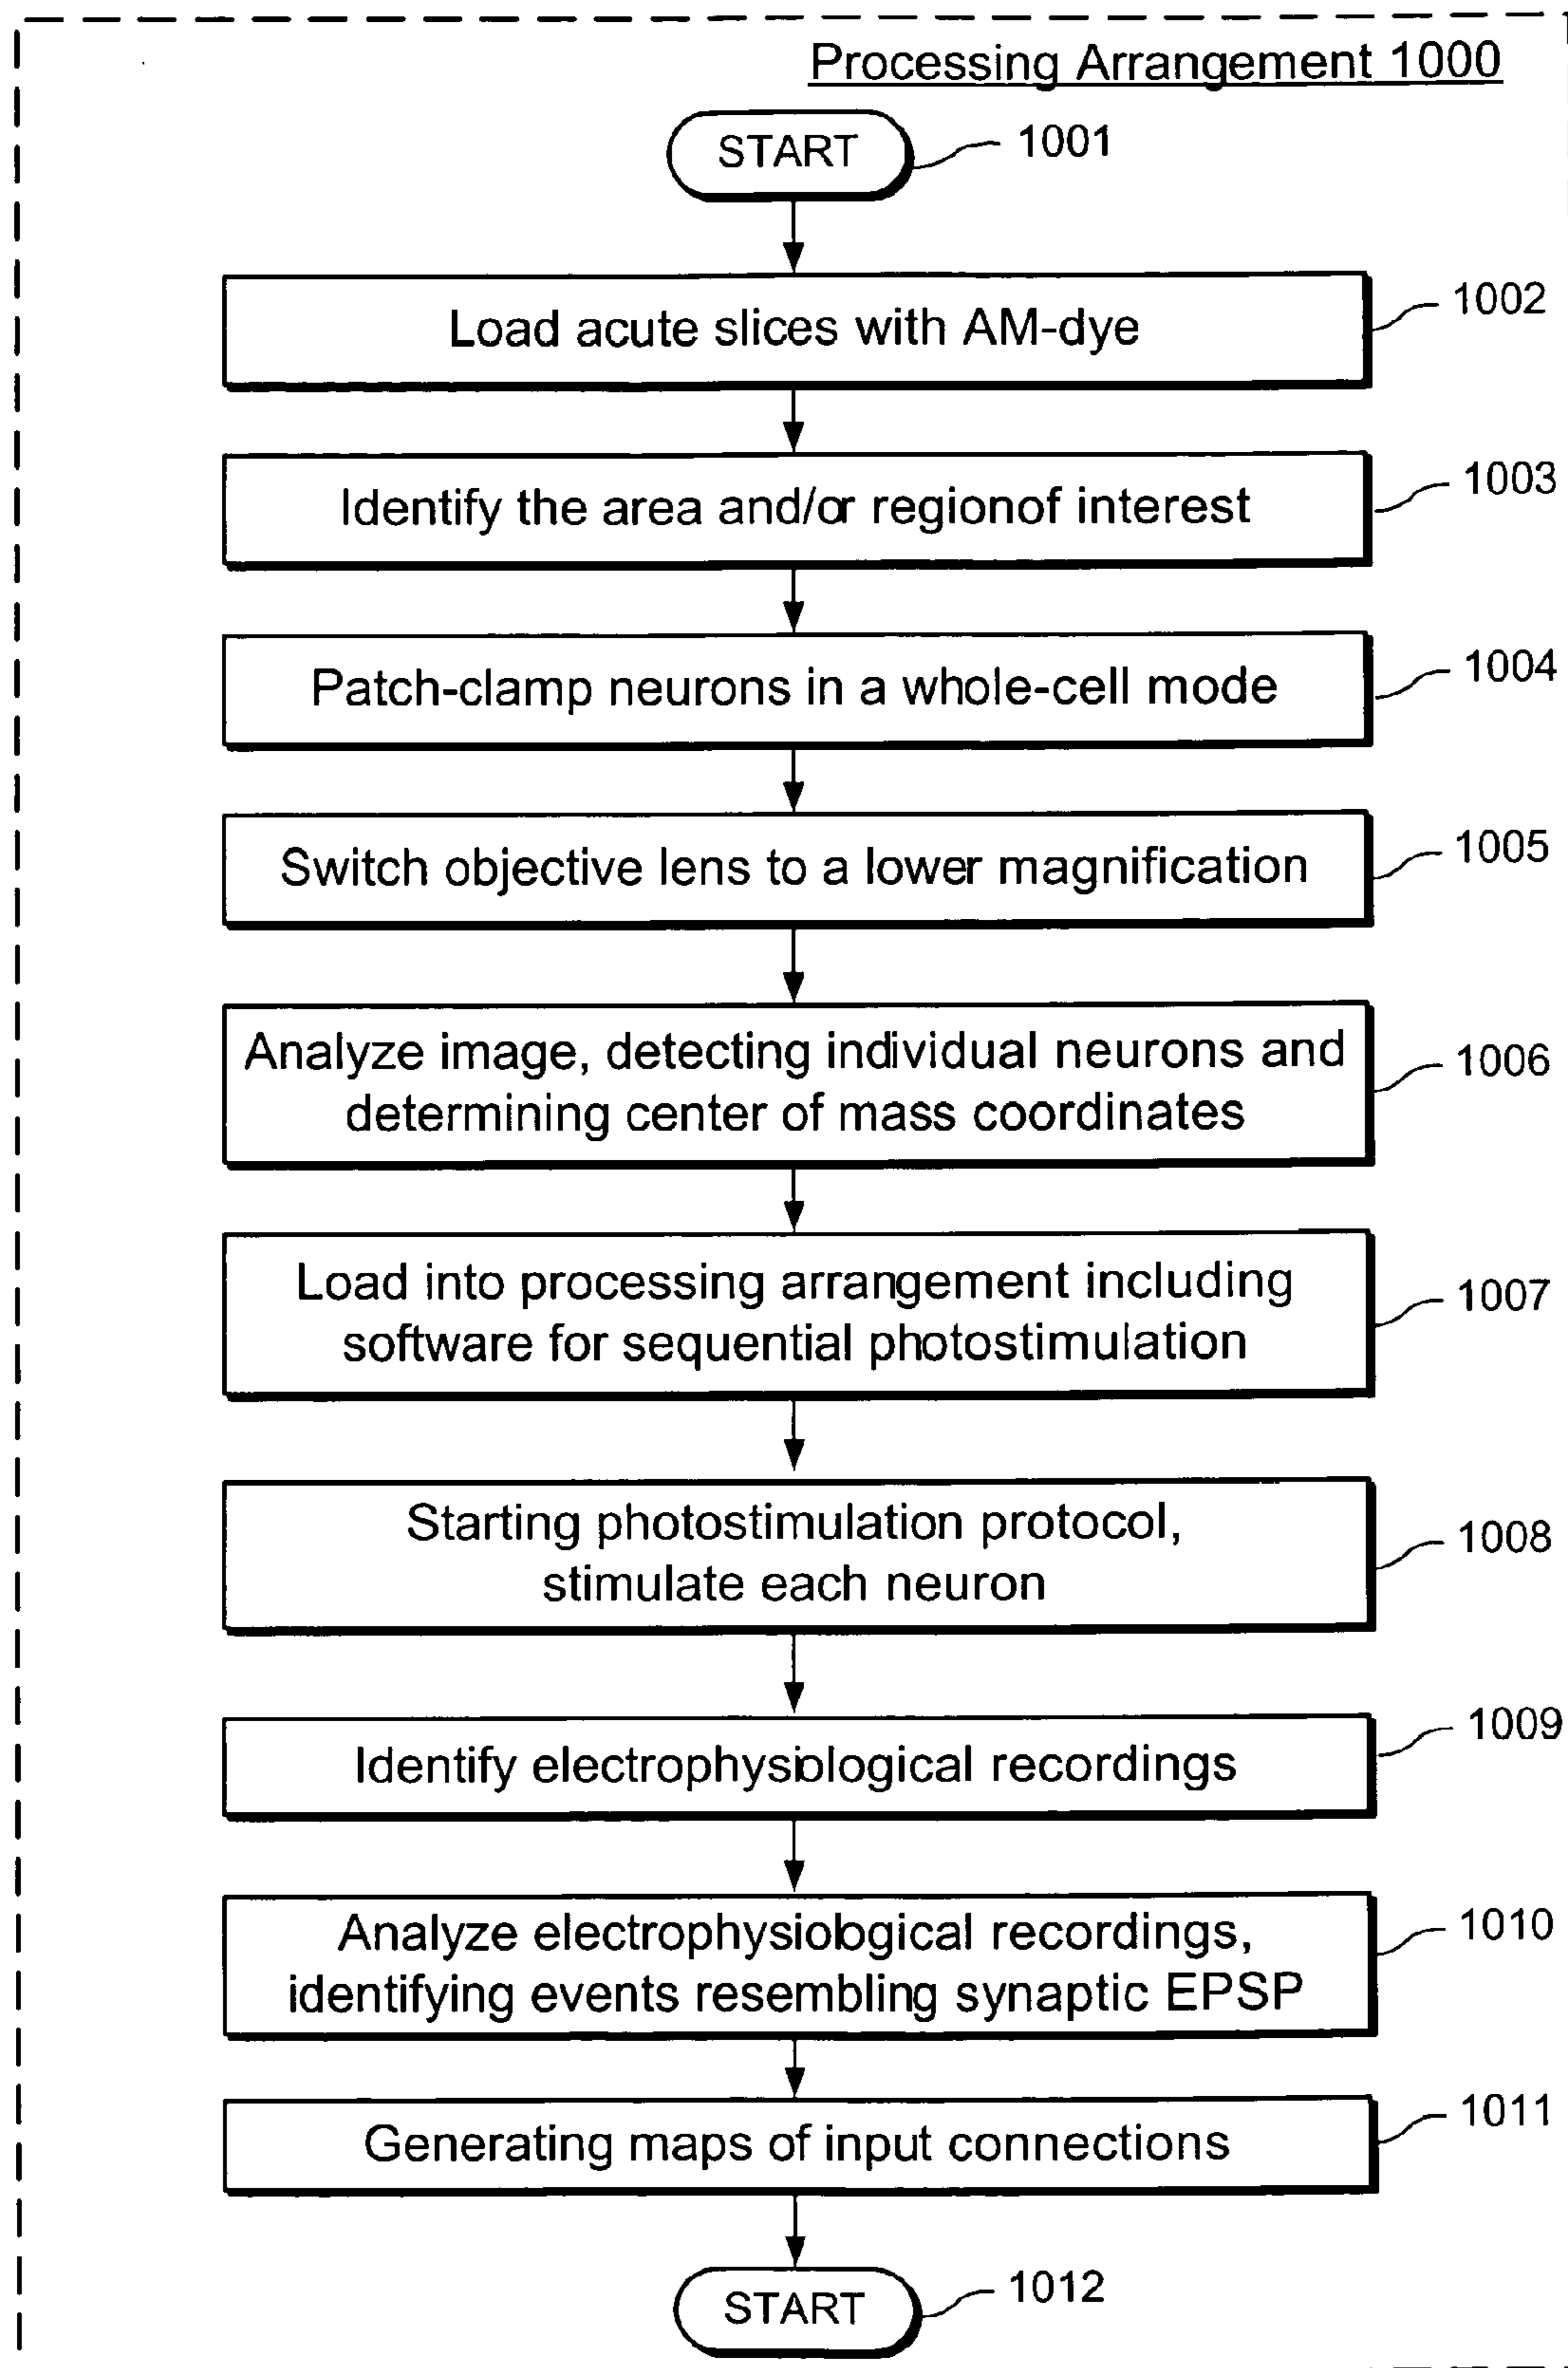 Processing Arrangement 1000
START
1001
Load acute slices with AM-dye
1002
Identify the area and/or regionof interest
1003
Patch-clamp neurons in a whole-cell mode
1004
Switch objective lens to a lower magnification
1005
Analyze image, detecting individual neurons and
determining center of mass coordinates
1006
Load into processing arrangement including
software for sequential photostimulation
1007
Starting photostimulation protocol,
stimulate each neuron
1008
Identify electrophysiological recordings
1009
Analyze electrophysiological recordings,
identifying events resembling synaptic EPSP
1010
Generating maps of input connections
1011
START
1012